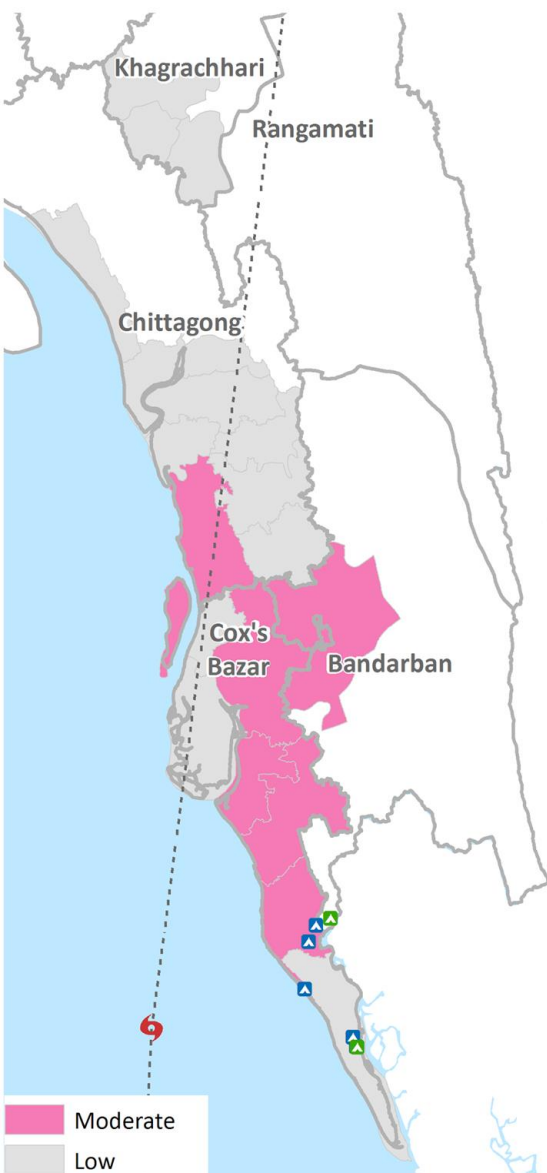 Khagrachhari
Rangamati
Chittagong
Cox's
Bazar
Bandarban
Moderate
Low